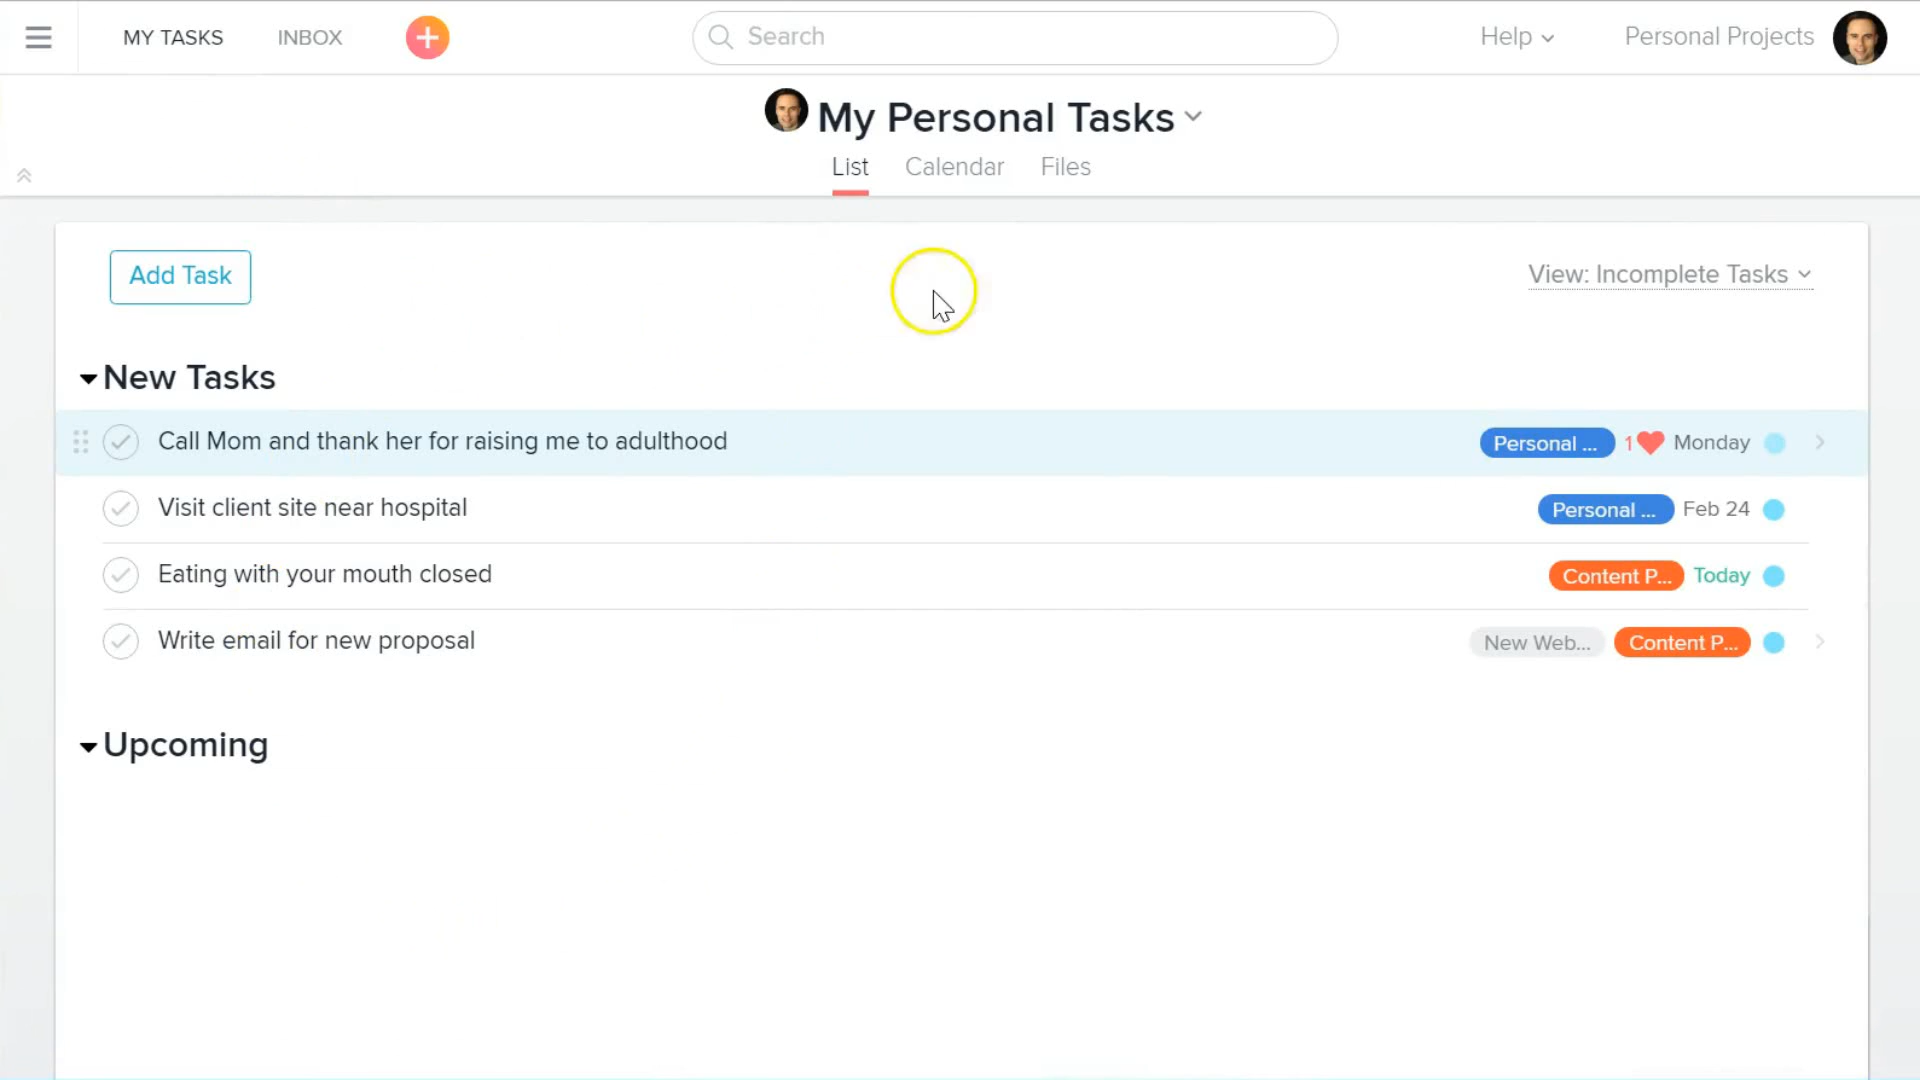 MY TASKS
INBOX
Search
Help
Personal Projects
My Personal Tasks
List
Calendar
Files
Add Task
View: Incomplete Tasks
New Tasks
Call Mom and thank her for raising me to adulthood
Personal ...
1
Monday
Visit client site near hospital
Personal ...
Feb 24
Eating with your mouth closed
Content P...
Today
Write email for new proposal
New Web...
Content P...
Upcoming